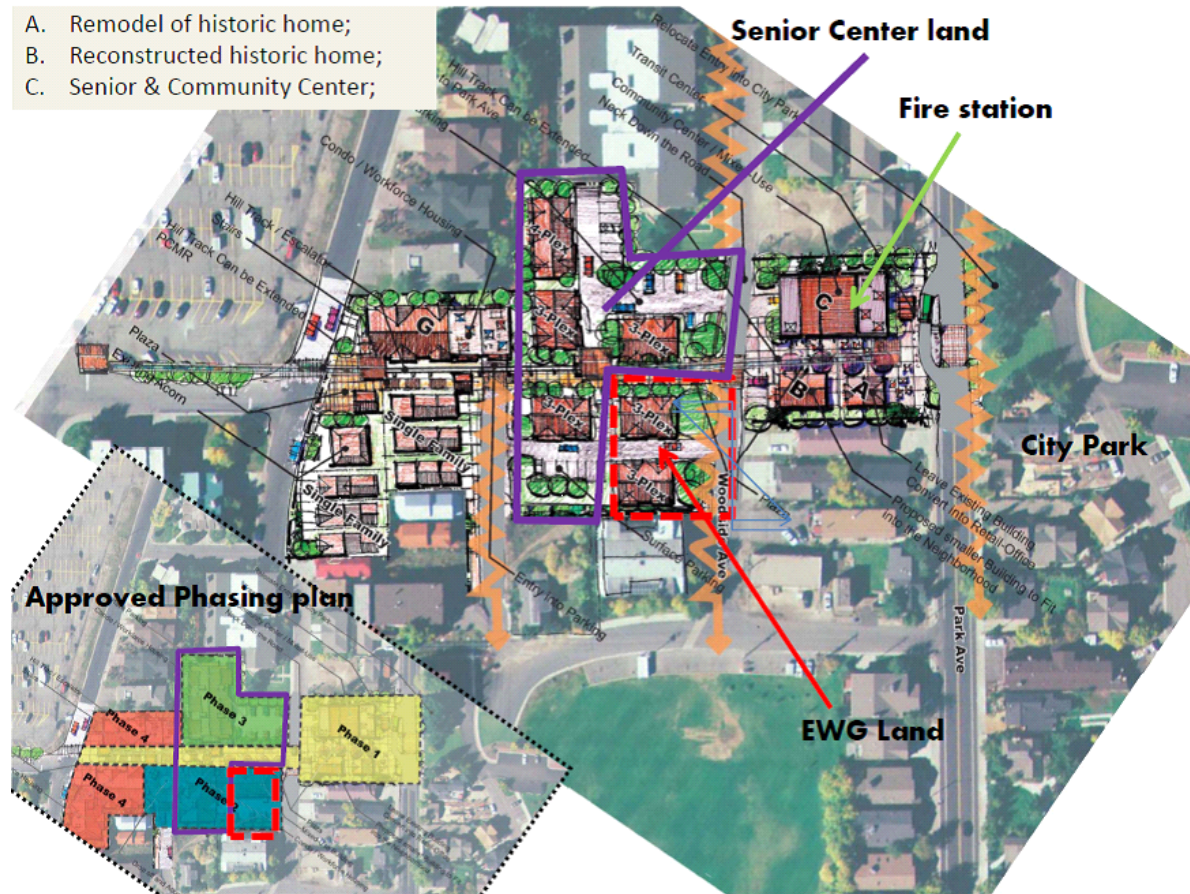 A. Remodel of historic home;
B. Reconstructed historic home;
C. Senior & Community Center;
Senior Center land
Fire station
Relocate Entry into City Park
Transit Center
Community Center / Mixed-Use
Neck Down the Road
Hill Track Can be Extended
to Park Ave
Parking
Condo / Workforce Housing
Hill Track / Escalator
Stairs
Hill Track Can be Extended
PCMR
Plaza
Existing Acorn
4-Plex
3-Plex
3-Plex
3-Plex
3-Plex
3-Plex
G
C
B
A
Single Family
Single Family
City Park
Leave Existing Building
Convert into Retail-Office
Proposed smaller Building to Fit
into the Neighborhood
Plaza
Surface Parking
Entry into Parking
Woodside Ave
Park Ave
EWG Land
Approved Phasing plan
Phase 3
Phase 4
Phase 1
Phase 4
Phase 2